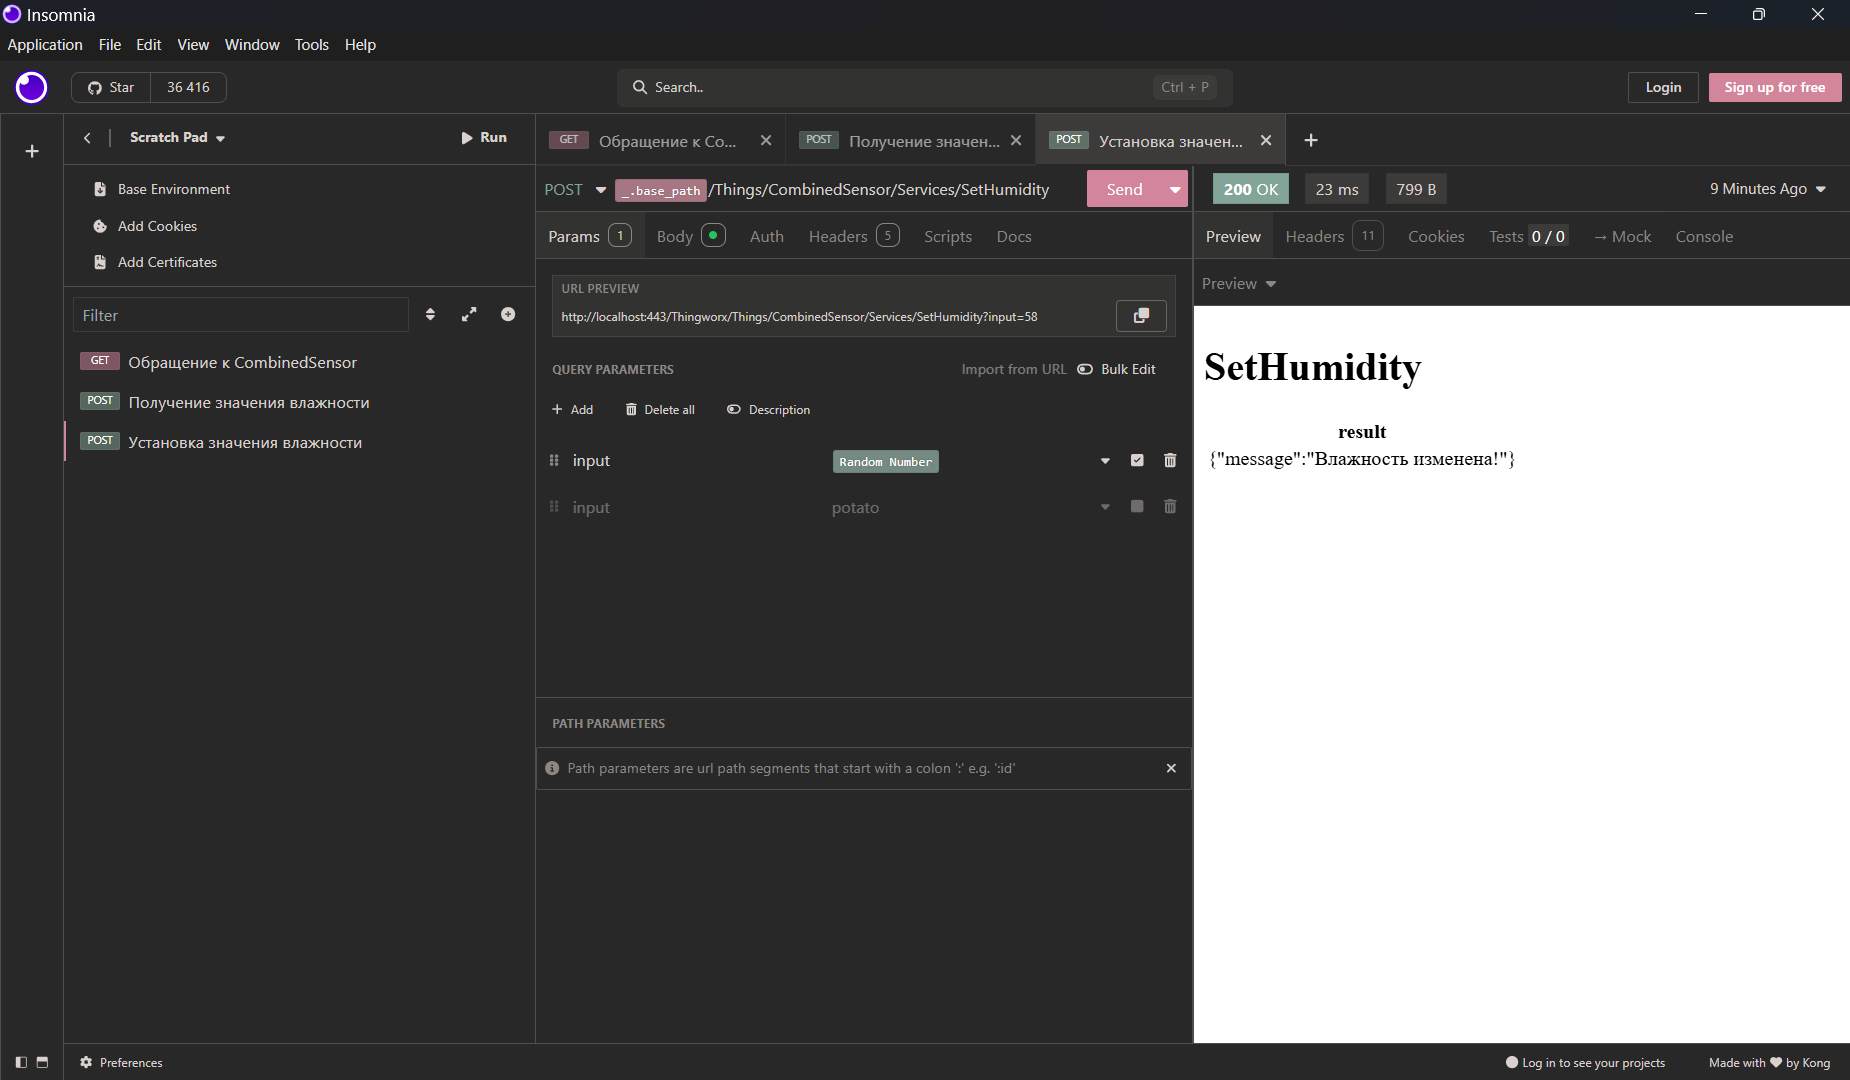 Insomnia
Application File Edit View Window Tools Help
Star 36 416
Search..
Ctrl + P
Login
Sign up for free
Scratch Pad
Run
Base Environment
Add Cookies
Add Certificates
Filter
GET Обращение к CombinedSensor
POST Получение значения влажности
POST Установка значения влажности
GET Обращение к Co...
POST Получение значен...
POST Установка значен...
POST _.base_path /Things/CombinedSensor/Services/SetHumidity
Send
Params 1 Body Auth Headers 5 Scripts Docs
URL PREVIEW
http://localhost:443/Thingworx/Things/CombinedSensor/Services/SetHumidity?input=58
QUERY PARAMETERS
Import from URL Bulk Edit
Add Delete all Description
input Random Number
input potato
PATH PARAMETERS
Path parameters are url path segments that start with a colon ':' e.g. ':id'
200 OK 23 ms 799 B
9 Minutes Ago
Preview Headers 11 Cookies Tests 0 / 0 → Mock Console
Preview
SetHumidity
result
{"message":"Влажность изменена!"}
Preferences
Log in to see your projects
Made with ♥ by Kong